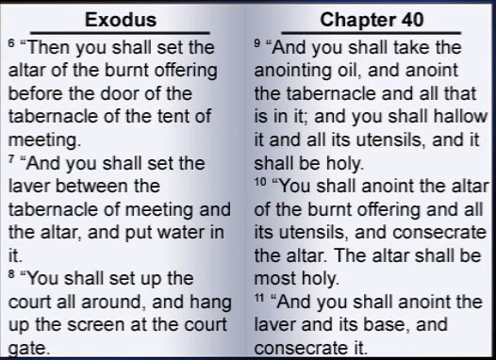 Exodus
⁶ “Then you shall set the
altar of the burnt offering
before the door of the
tabernacle of the tent of
meeting.
⁷ “And you shall set the
laver between the
tabernacle of meeting and
the altar, and put water in
it.
⁸ “You shall set up the
court all around, and hang
up the screen at the court
gate.
Chapter 40
⁹ “And you shall take the
anointing oil, and anoint
the tabernacle and all that
is in it; and you shall hallow
it and all its utensils, and it
shall be holy.
¹⁰ “You shall anoint the altar
of the burnt offering and all
its utensils, and consecrate
the altar. The altar shall be
most holy.
¹¹ “And you shall anoint the
laver and its base, and
consecrate it.